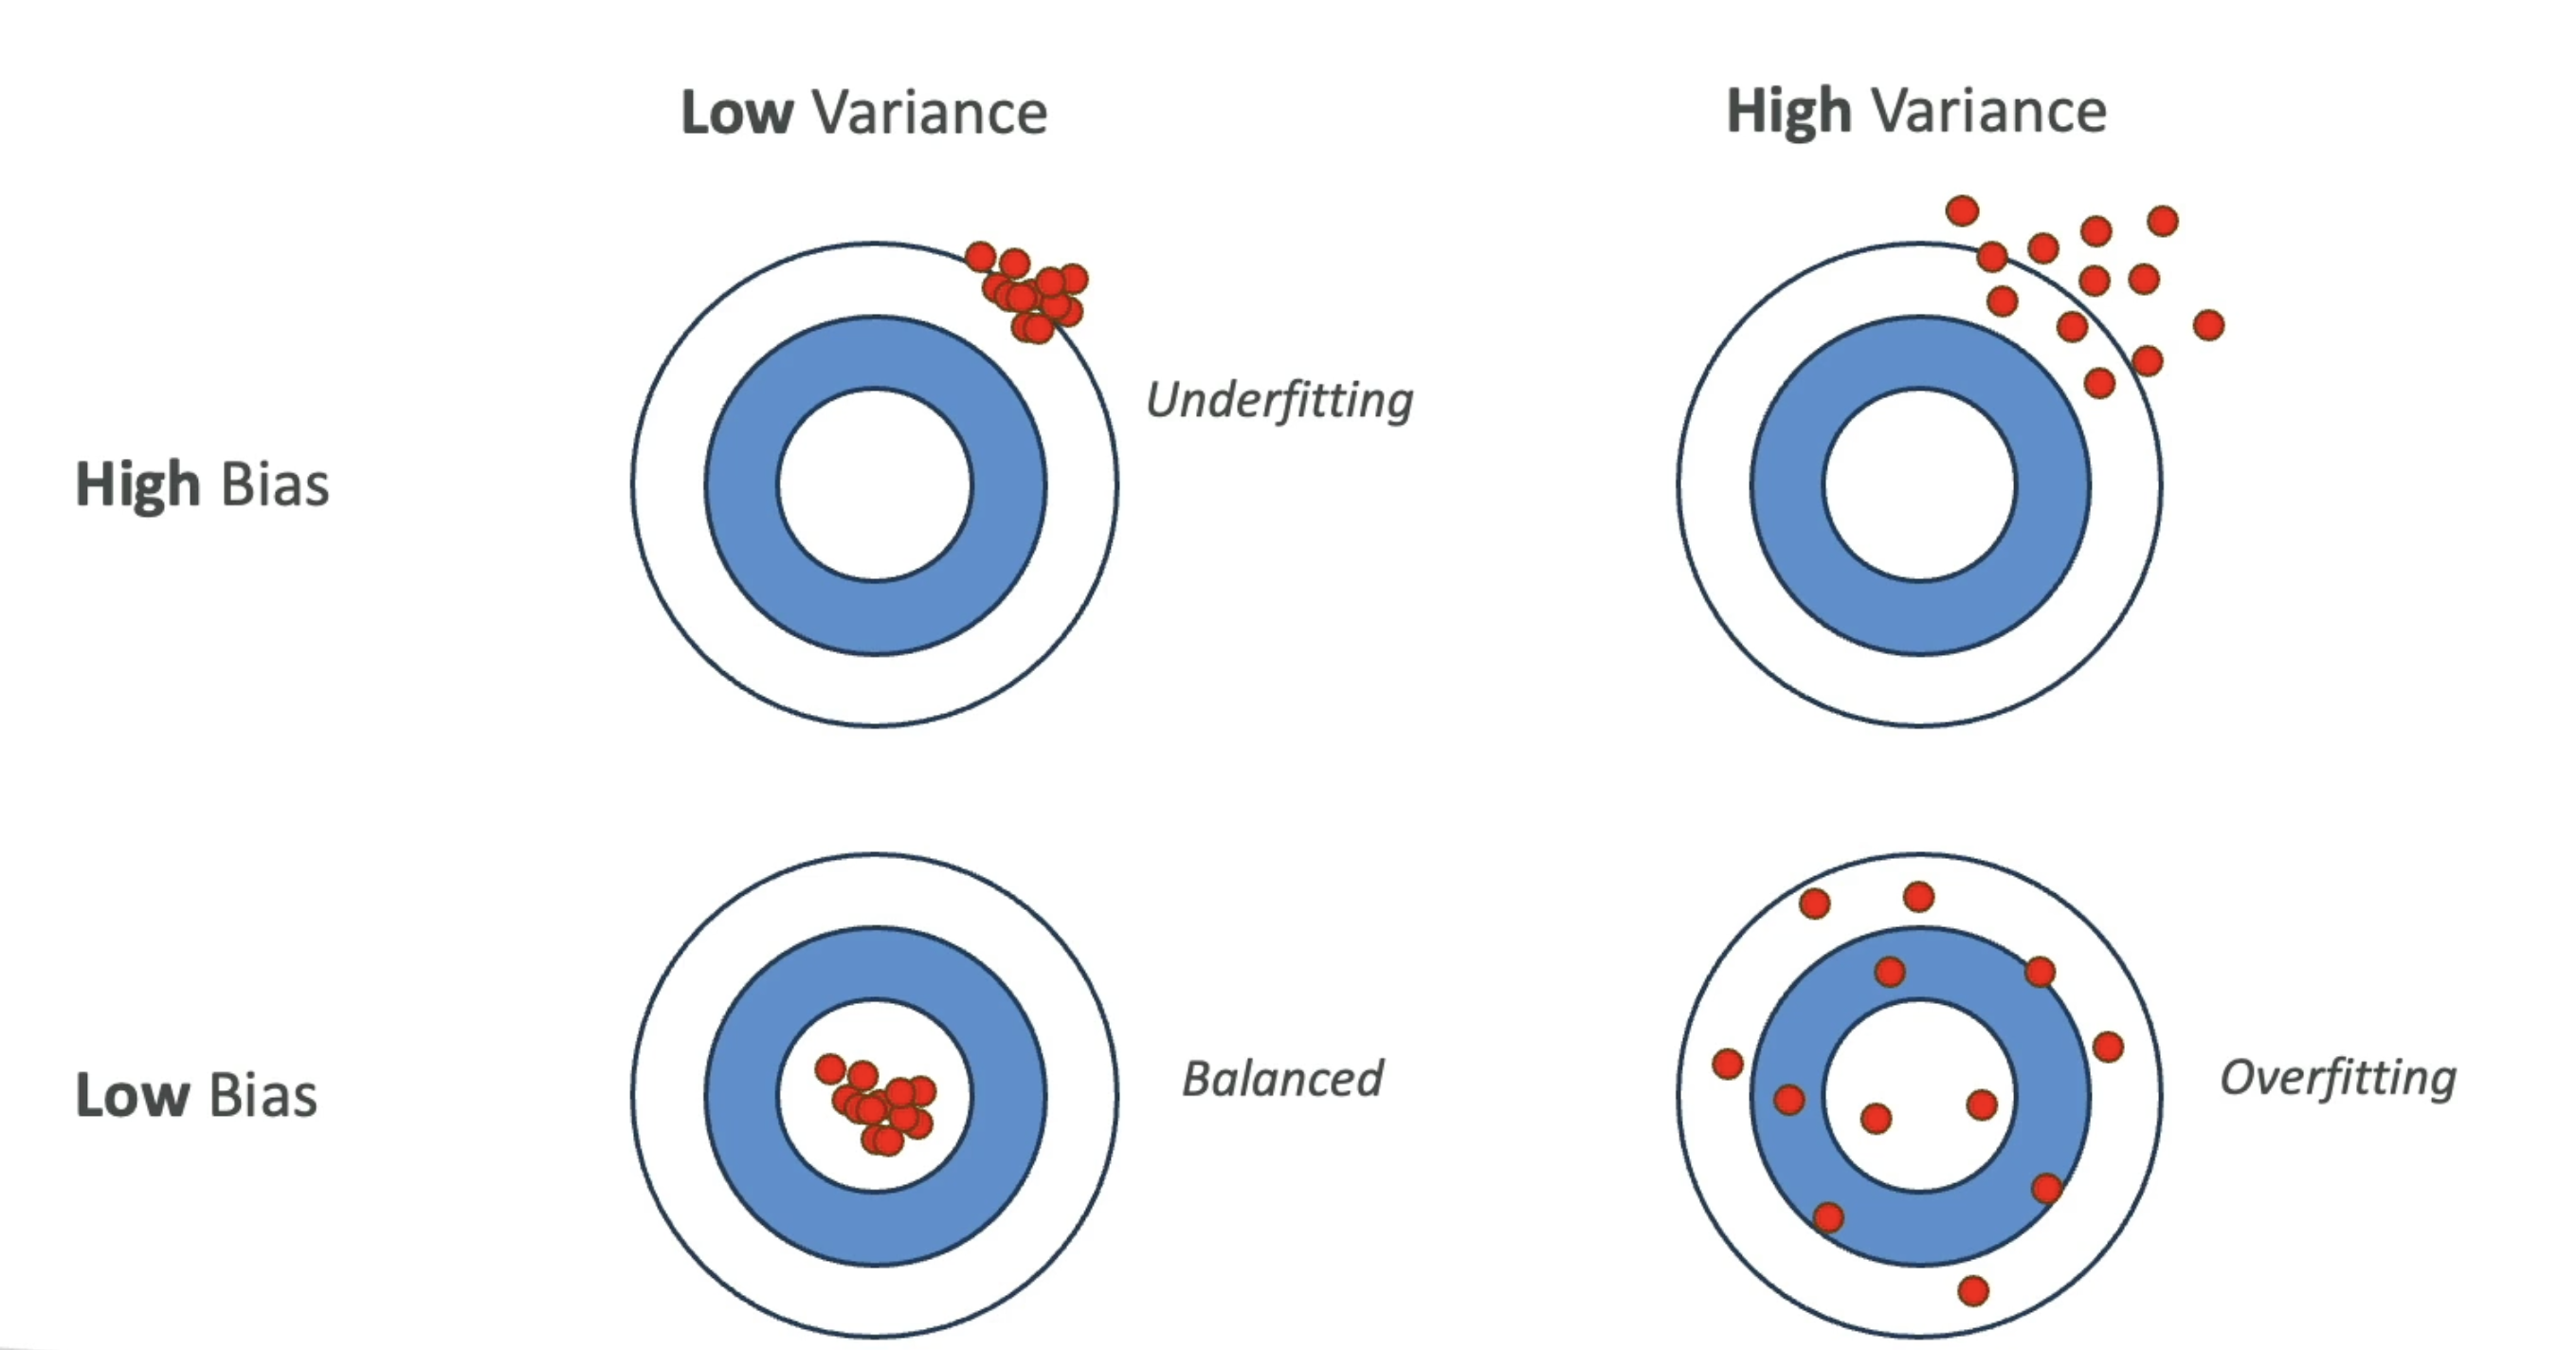 Low Variance
High Variance
Underfitting
High Bias
Balanced
Overfitting
Low Bias